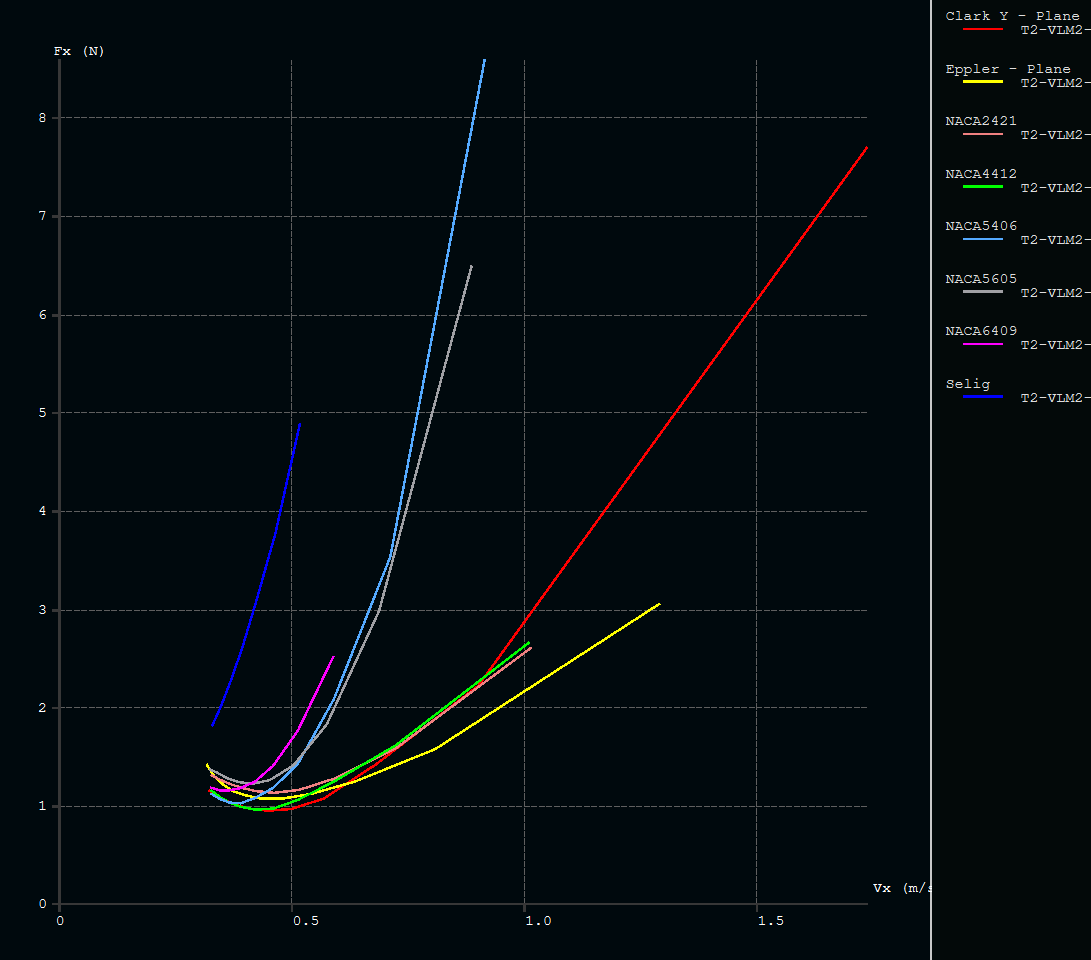 Fx (N)
8
7
6
5
4
3
2
1
0
0
0.5
1.0
1.5
Vx (m/s
Clark Y - Plane
T2-VLM2-
Eppler - Plane
T2-VLM2-
NACA2421
T2-VLM2-
NACA4412
T2-VLM2-
NACA5406
T2-VLM2-
NACA5605
T2-VLM2-
NACA6409
T2-VLM2-
Selig
T2-VLM2-